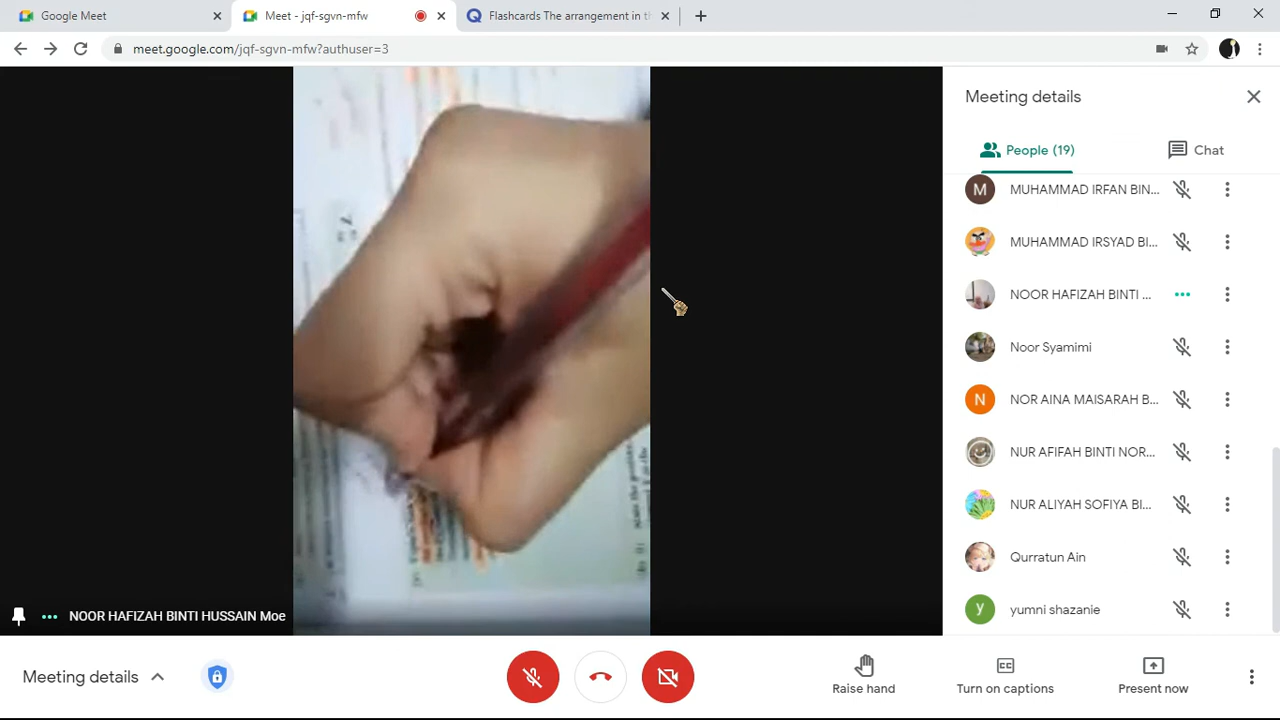 Google Meet
Meet - jqf-sgvn-mfw
Flashcards The arrangement in th
meet.google.com/jqf-sgvn-mfw?authuser=3
Meeting details
People (19)
Chat
M
MUHAMMAD IRFAN BIN...
MUHAMMAD IRSYAD BI...
NOOR HAFIZAH BINTI ...
Noor Syamimi
N
NOR AINA MAISARAH B...
NUR AFIFAH BINTI NOR...
NUR ALIYAH SOFIYA BI...
Qurratun Ain
y
yumni shazanie
NOOR HAFIZAH BINTI HUSSAIN Moe
Meeting details
Raise hand
CC
Turn on captions
Present now